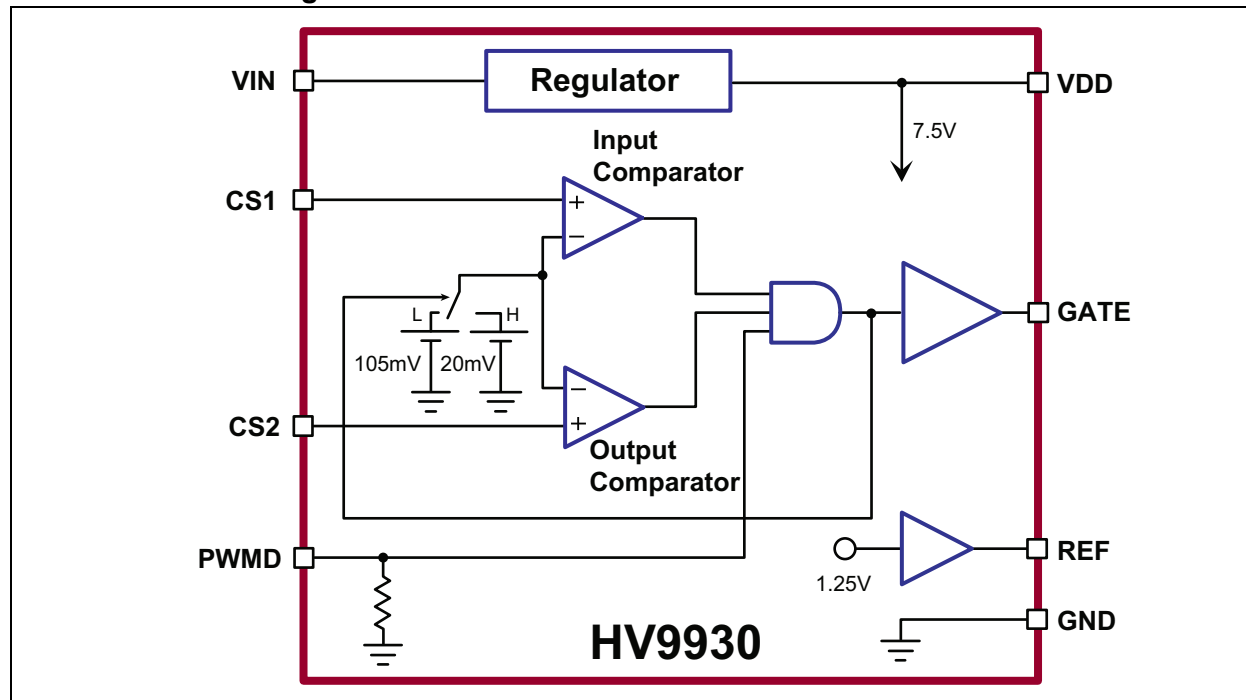 VIN
Regulator
VDD
7.5V
Input
Comparator
CS1
+
−
L
H
105mV
20mV
GATE
−
+
CS2
Output
Comparator
PWMD
1.25V
REF
GND
HV9930